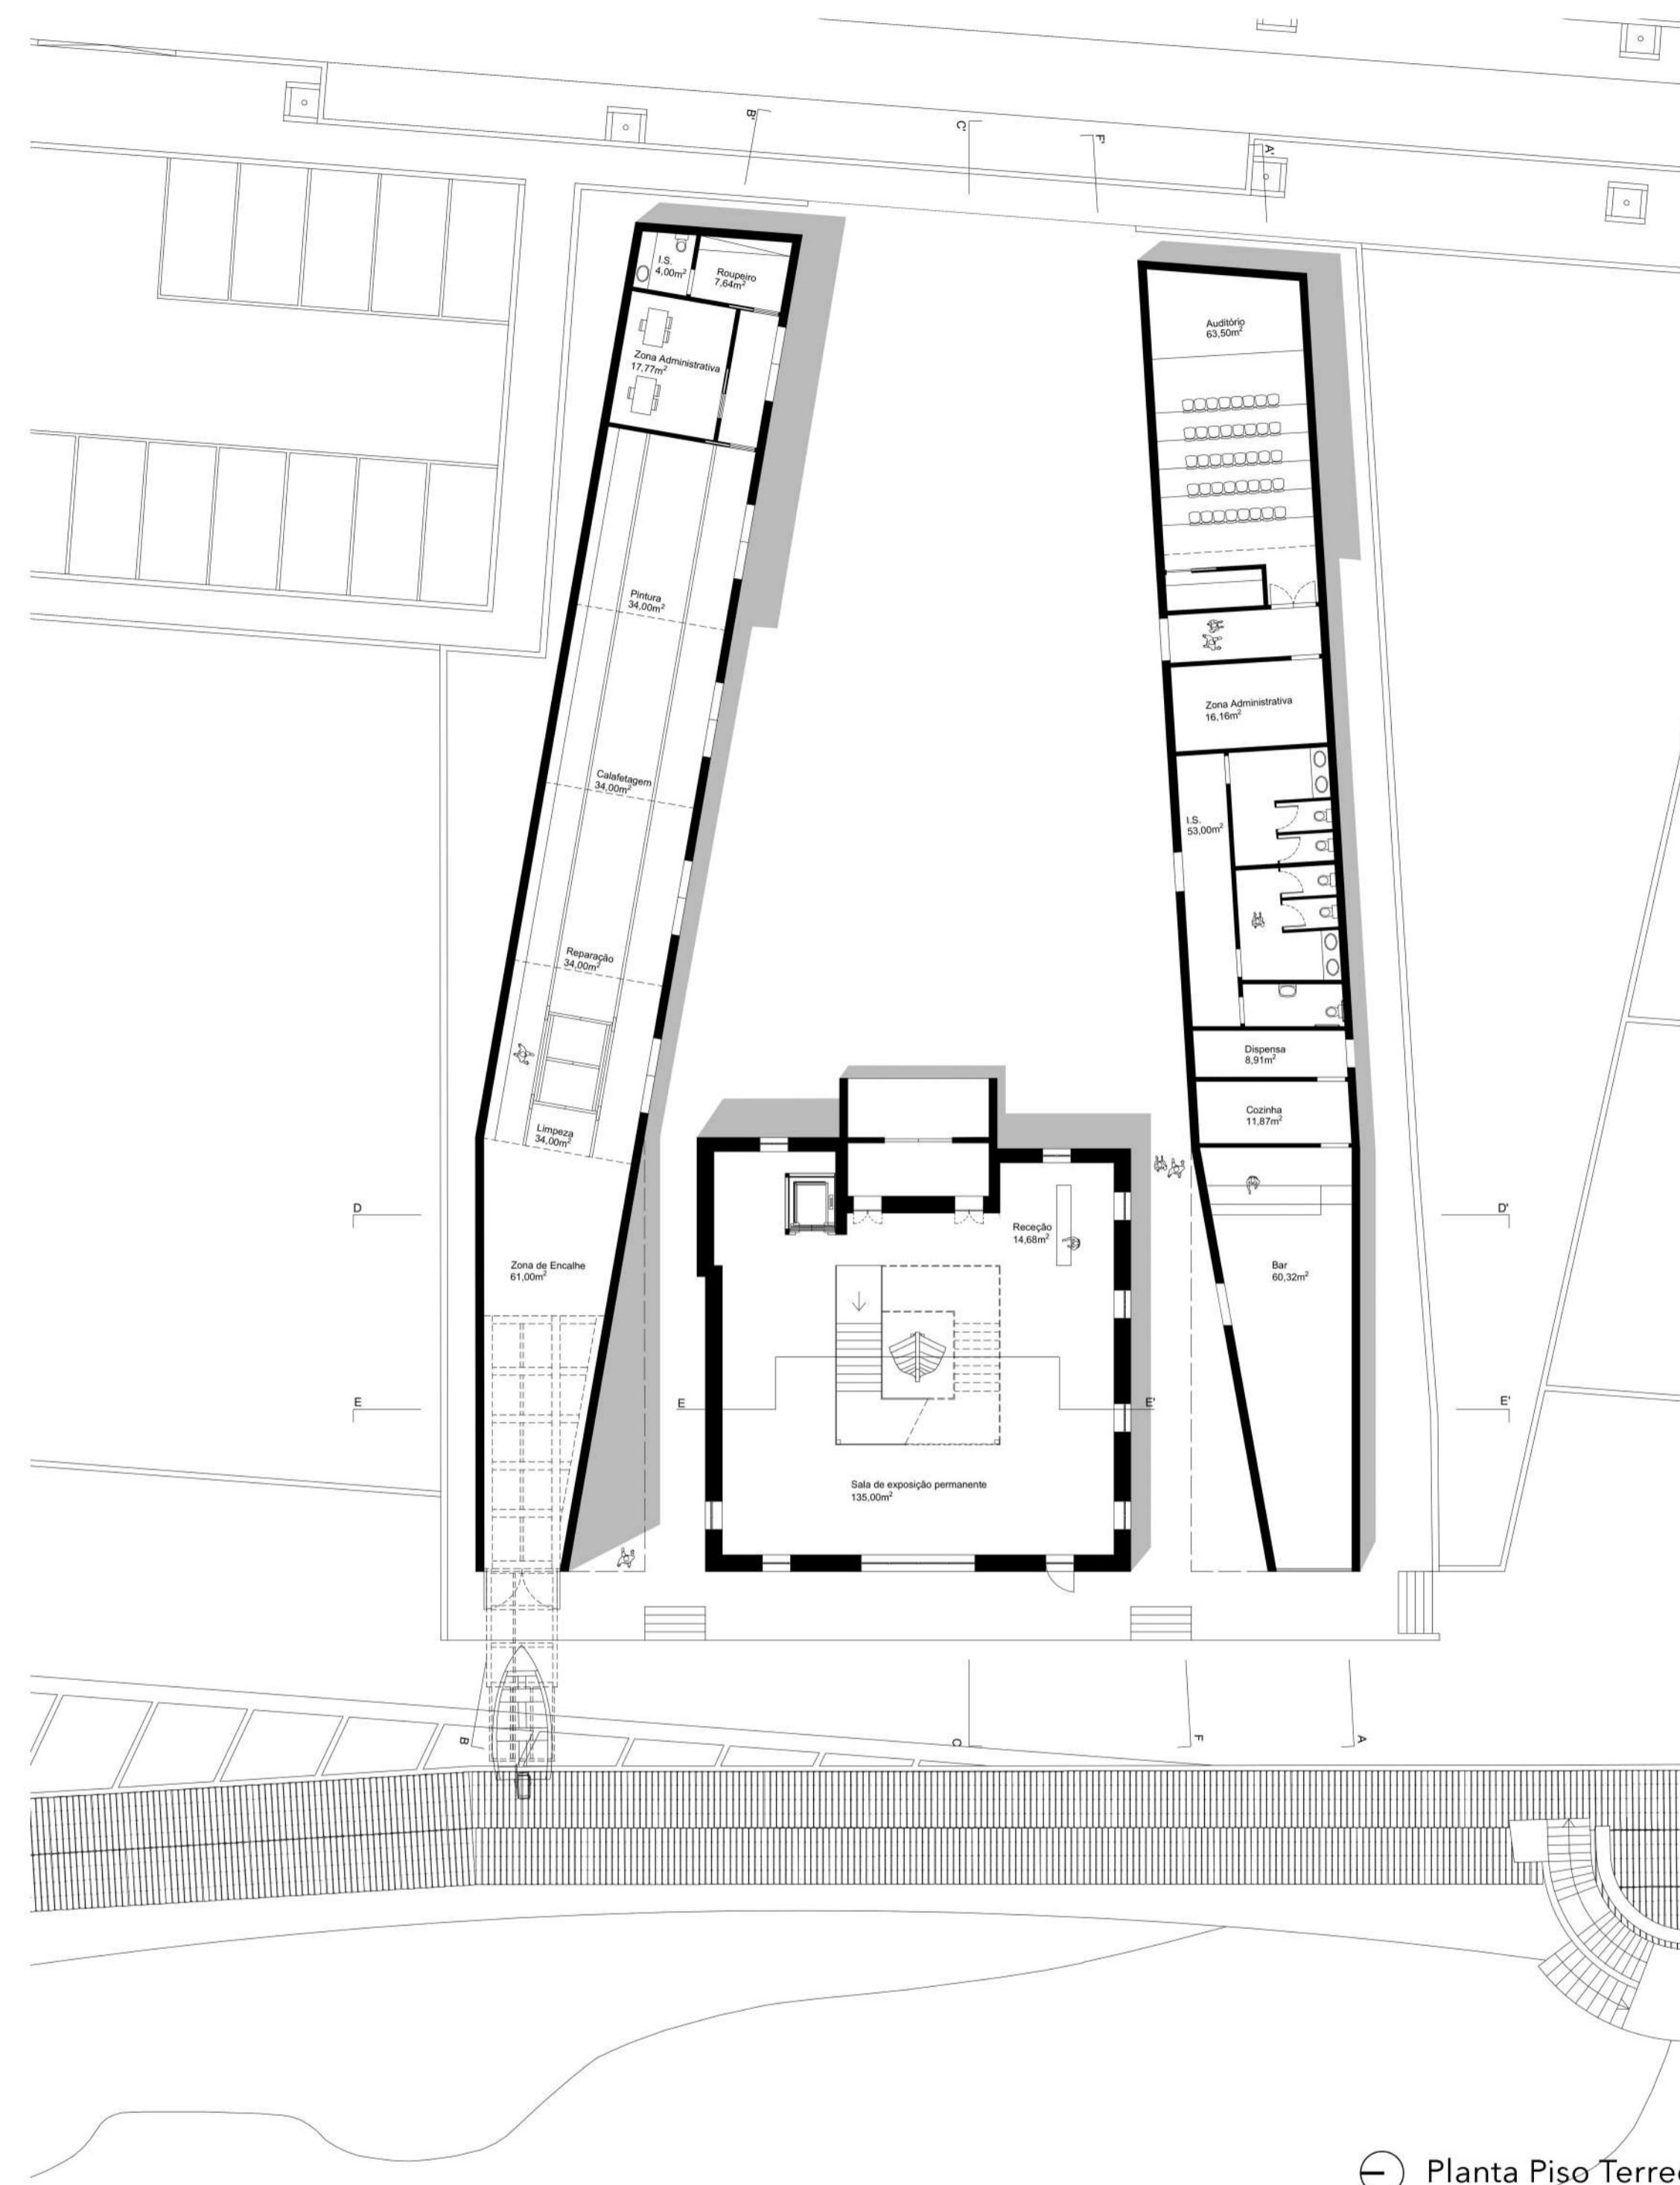 B'
C'
F'
A'
I.S.
4,00m²
Roupeiro
7,64m²
Zona Administrativa
17,77m²
Pintura
34,00m²
Calafetagem
34,00m²
Reparação
34,00m²
Limpeza
34,00m²
Zona de Encalhe
61,00m²
Auditório
63,50m²
Zona Administrativa
16,16m²
I.S.
53,00m²
Dispensa
8,91m²
Cozinha
11,87m²
Bar
60,32m²
Receção
14,68m²
Sala de exposição permanente
135,00m²
D
D'
E
E
E'
E'
B
C
F
A
Planta Piso